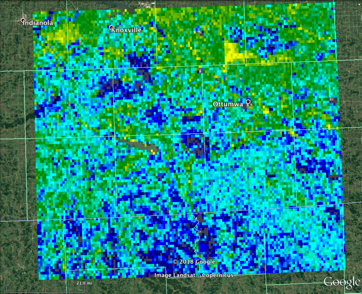 Indianola
Knoxville
Ottumwa
© 2018 Google
Image Landsat / Copernicus
Google